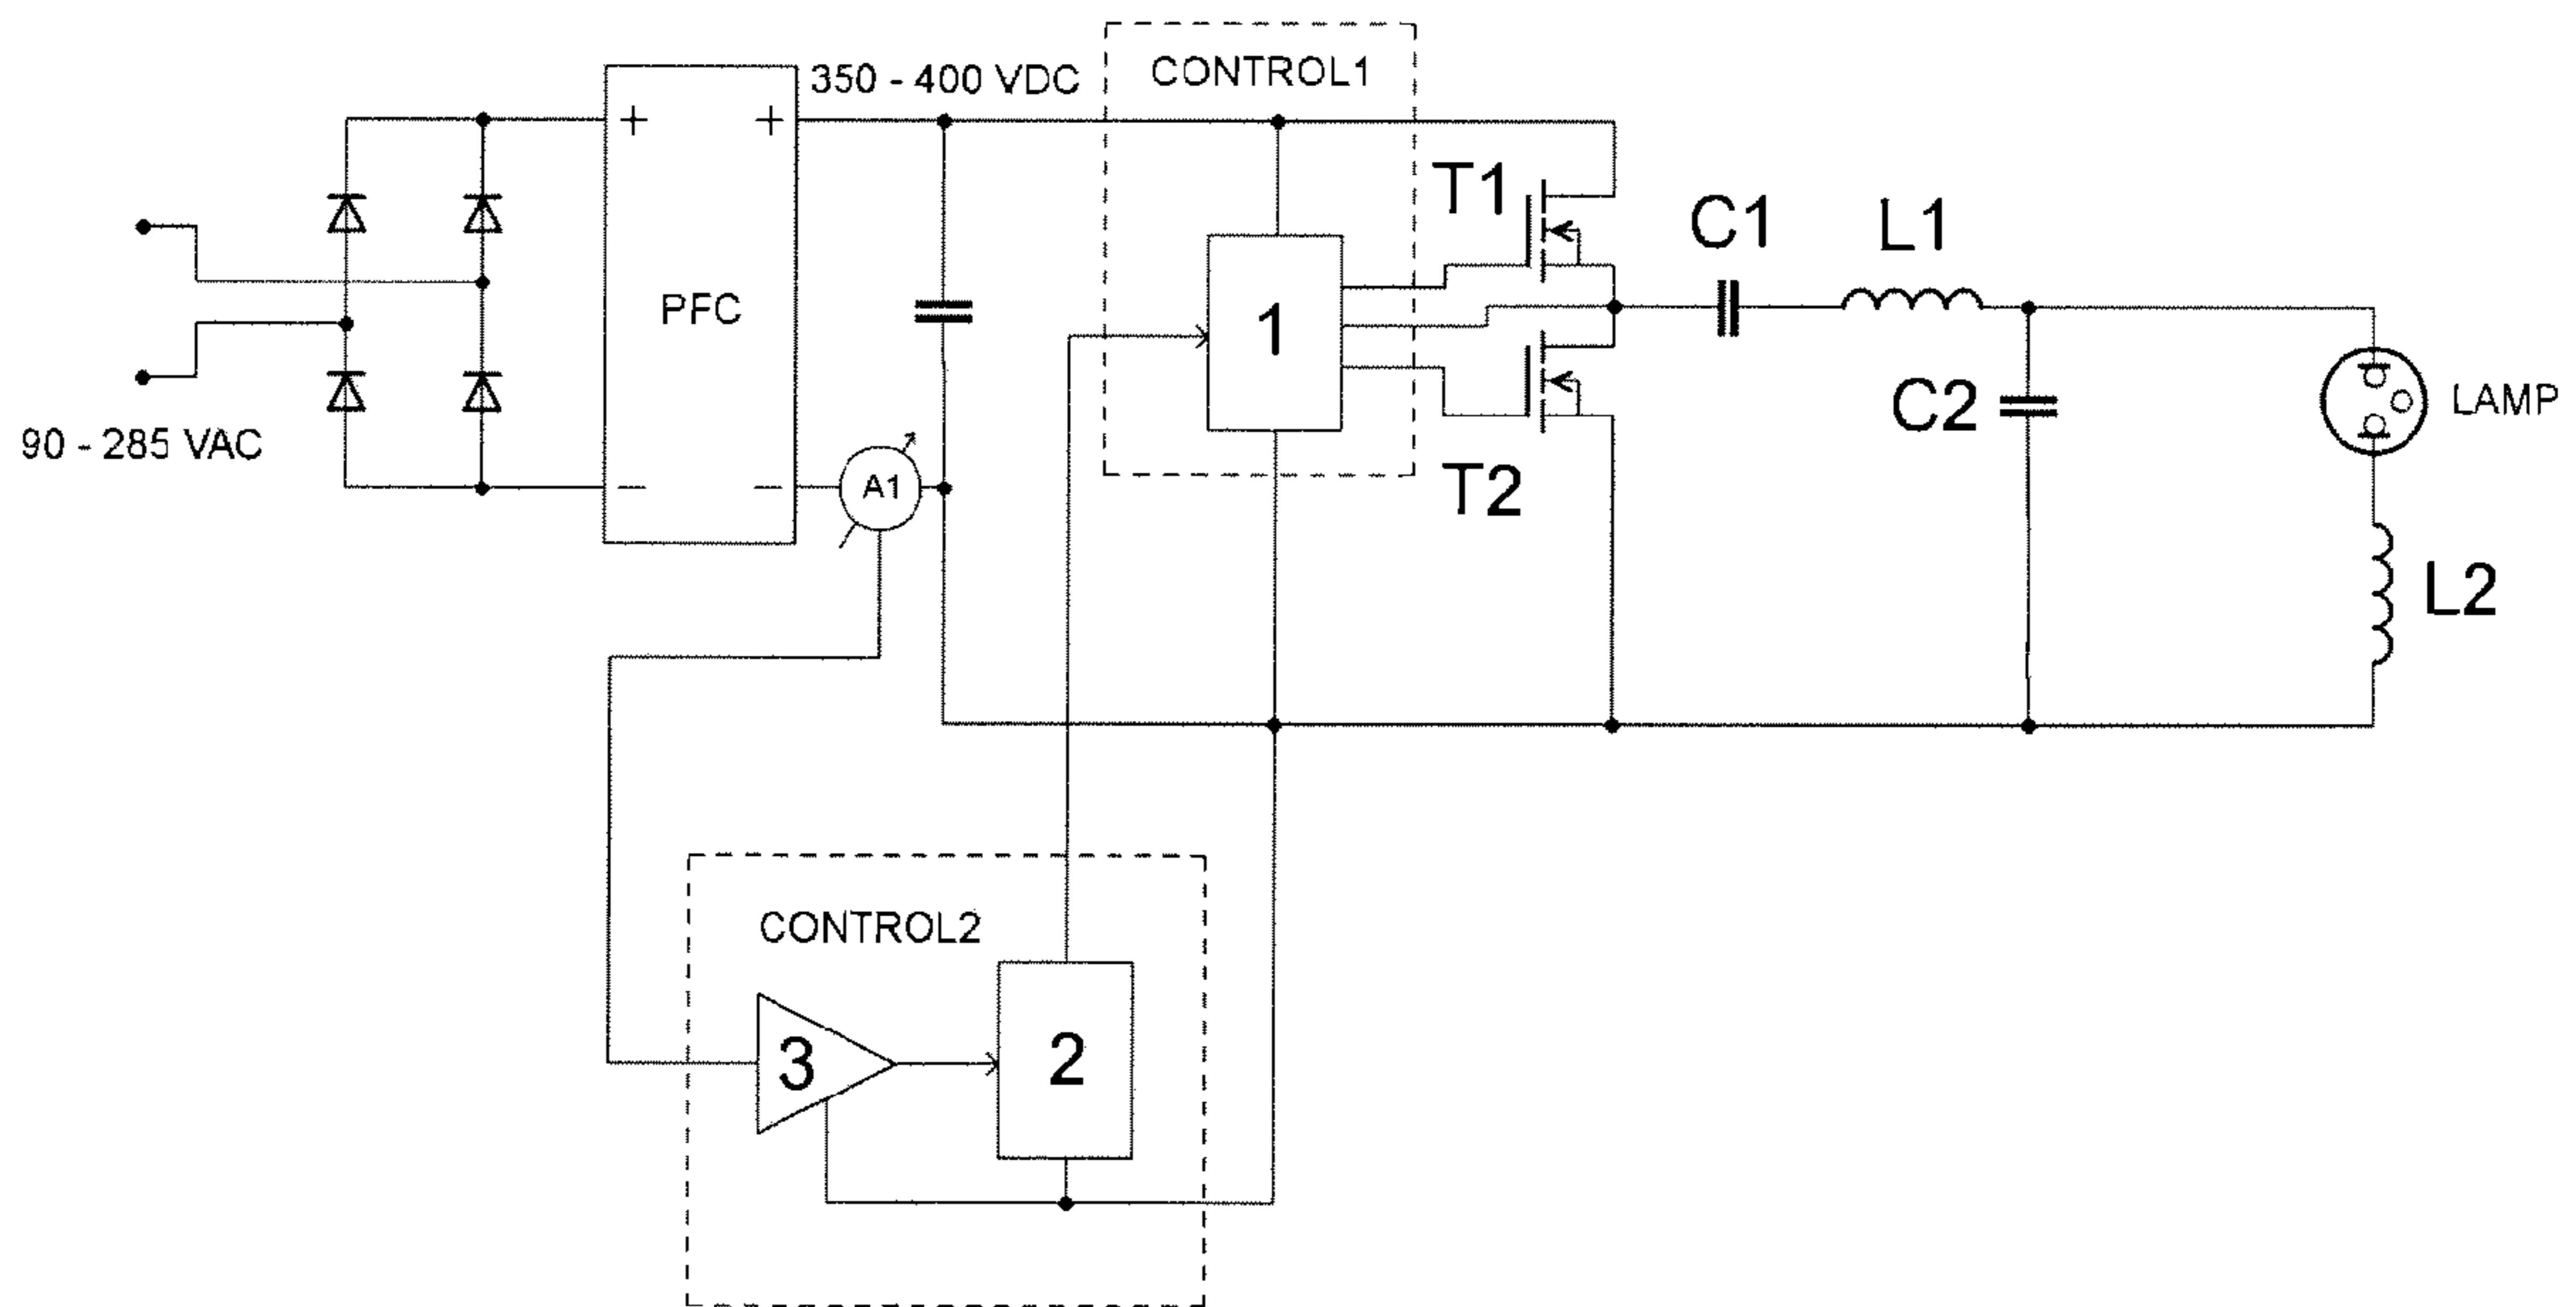 350 - 400 VDC
CONTROL1
+
+
T1
C1
L1
PFC
1
C2
LAMP
90 - 285 VAC
−
−
A1
T2
L2
CONTROL2
3
2